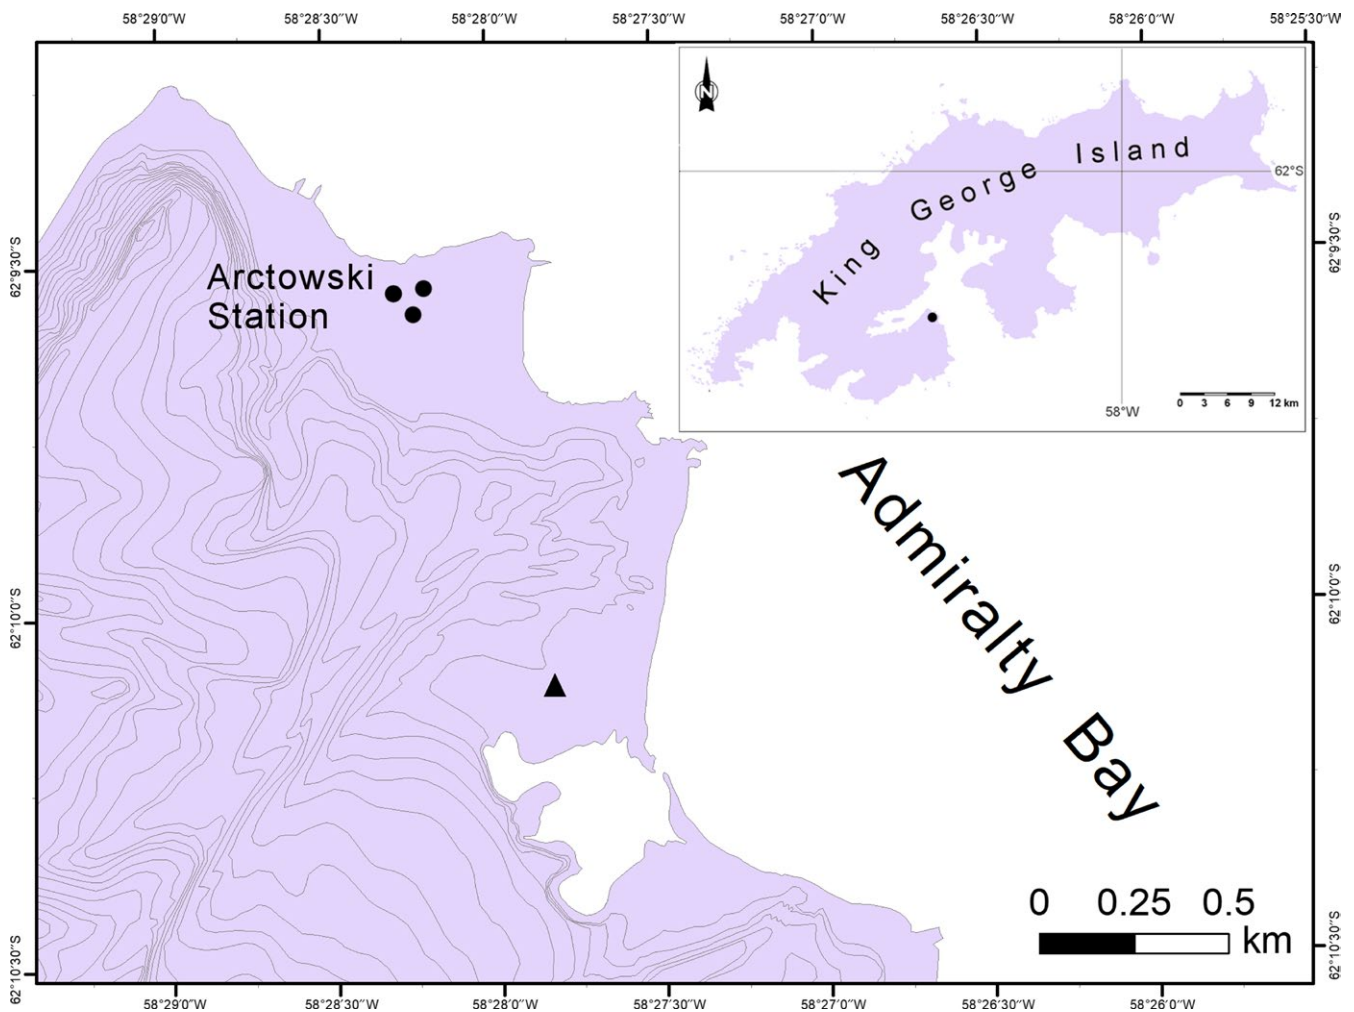 58°29'0"W 58°28'30"W 58°28'0"W 58°27'30"W 58°27'0"W 58°26'30"W 58°26'0"W 58°25'30"W
N
King George Island
62°S
58°W
0 3 6 9 12 km
62°9'30"S
62°9'30"S
Arctowski
Station
Admiralty Bay
62°10'0"S
62°10'0"S
0 0.25 0.5
km
62°10'30"S
62°10'30"S
58°29'0"W 58°28'30"W 58°28'0"W 58°27'30"W 58°27'0"W 58°26'30"W 58°26'0"W